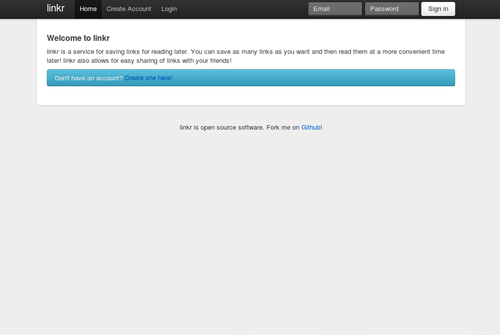 linkr Home Create Account Login Email Password Sign in
Welcome to linkr
linkr is a service for saving links for reading later. You can save as many links as you want and then read them at a more convenient time
later! linkr also allows for easy sharing of links with your friends!
Don't have an account? Create one here!
linkr is open source software. Fork me on Github!